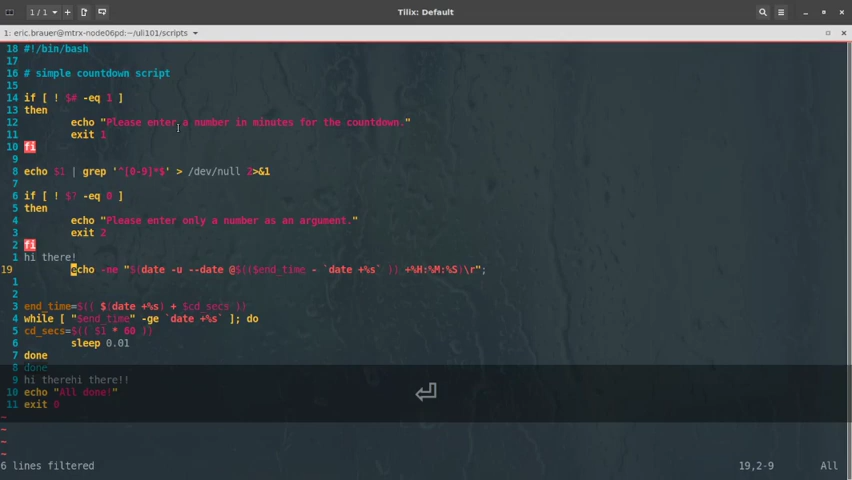 1 / 1
Tilix: Default
1: eric.brauer@mtrx-node06pd:~/uli101/scripts
18 #!/bin/bash
17
16 # simple countdown script
15
14 if [ ! $# -eq 1 ]
13 then
12 echo "Please enter a number in minutes for the countdown."
11 exit 1
10 fi
9
8 echo $1 | grep '^[0-9]*$' > /dev/null 2>&1
7
6 if [ ! $? -eq 0 ]
5 then
4 echo "Please enter only a number as an argument."
3 exit 2
2 fi
1 hi there!
19 echo -ne "$(date -u --date @$(($end_time - `date +%s` )) +%H:%M:%S)\r";
1
2
3 end_time=$(( $(date +%s) + $cd_secs ))
4 while [ "$end_time" -ge `date +%s` ]; do
5 cd_secs=$(( $1 * 60 ))
6 sleep 0.01
7 done
8 done
9 hi therehi there!!
10 echo "All done!"
11 exit 0
~
~
~
~
6 lines filtered 19,2-9 All